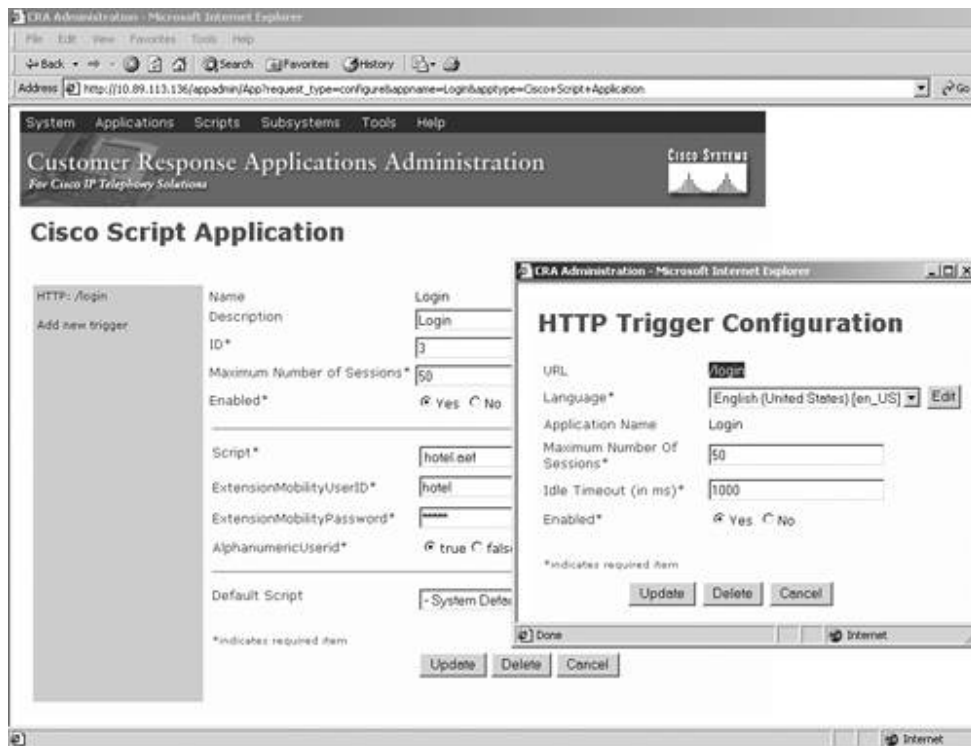 CRA Administration - Microsoft Internet Explorer
File Edit View Favorites Tools Help
Back Search Favorites History
Address http://10.89.113.136/appadmin/App?request_type=configure&appname=Login&apptype=Cisco+Script+Application Go
System Applications Scripts Subsystems Tools Help
Customer Response Applications Administration
For Cisco IP Telephony Solutions
CISCO SYSTEMS
Cisco Script Application
HTTP: /login
Add new trigger
Name Login
Description Login
ID* 3
Maximum Number of Sessions* 50
Enabled* Yes No
Script* hotel.aef
ExtensionMobilityUserID* hotel
ExtensionMobilityPassword* *****
AlphanumericUserid* true fals
Default Script - System Defau
*indicates required item
Update Delete Cancel
CRA Administration - Microsoft Internet Explorer
HTTP Trigger Configuration
URL /login
Language* English (United States) [en_US] Edit
Application Name Login
Maximum Number Of
Sessions* 50
Idle Timeout (in ms)* 1000
Enabled* Yes No
*indicates required item
Update Delete Cancel
Done Internet
Internet